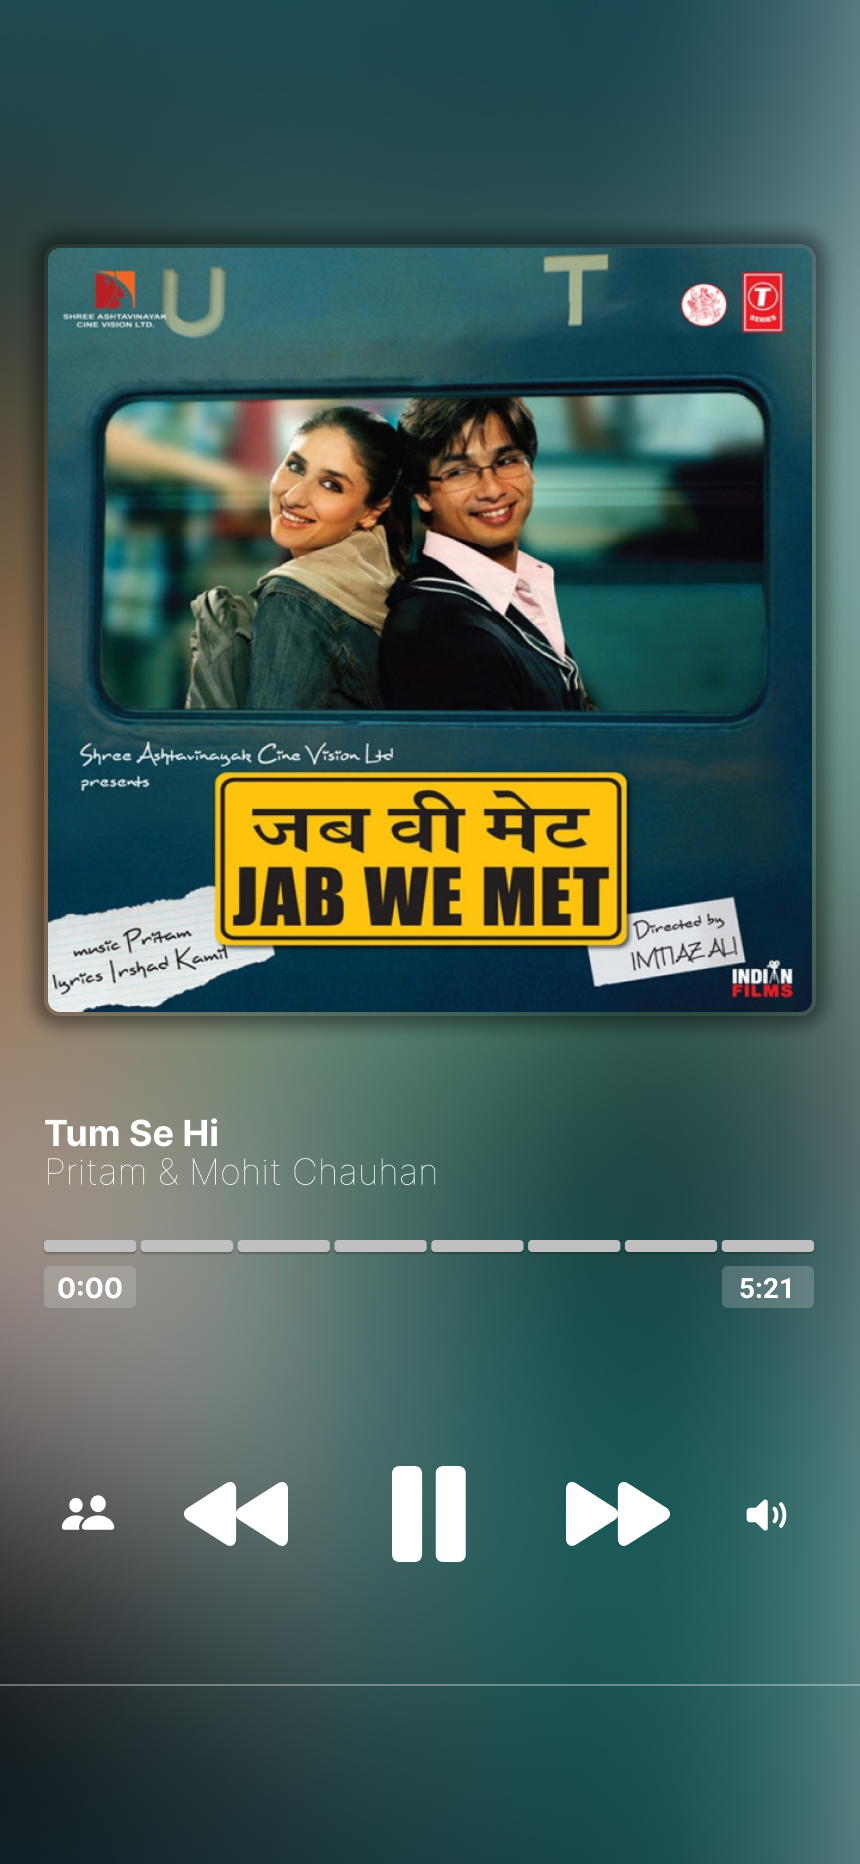 U T
SHREE ASHTAVINAYAK
CINE VISION LTD.
T
SERIES
Shree Ashtavinayak Cine Vision Ltd
presents
जब वी मेट
JAB WE MET
music Pritam
lyrics Irshad Kamil
Directed by
IMTIAZ ALI
INDIAN
FILMS
Tum Se Hi
Pritam & Mohit Chauhan
0:00
5:21